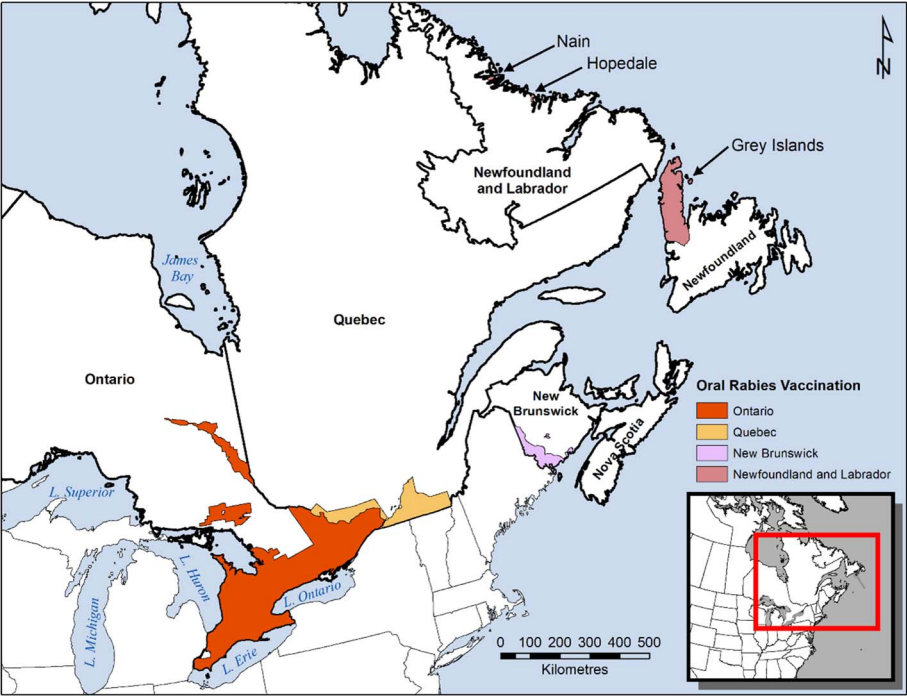 N
Nain
Hopedale
Grey Islands
Newfoundland
and Labrador
Newfoundland
James
Bay
Quebec
Ontario
New
Brunswick
Nova Scotia
L. Superior
L. Huron
L. Michigan
L. Ontario
L. Erie
Oral Rabies Vaccination
Ontario
Quebec
New Brunswick
Newfoundland and Labrador
0 100 200 300 400 500
Kilometres